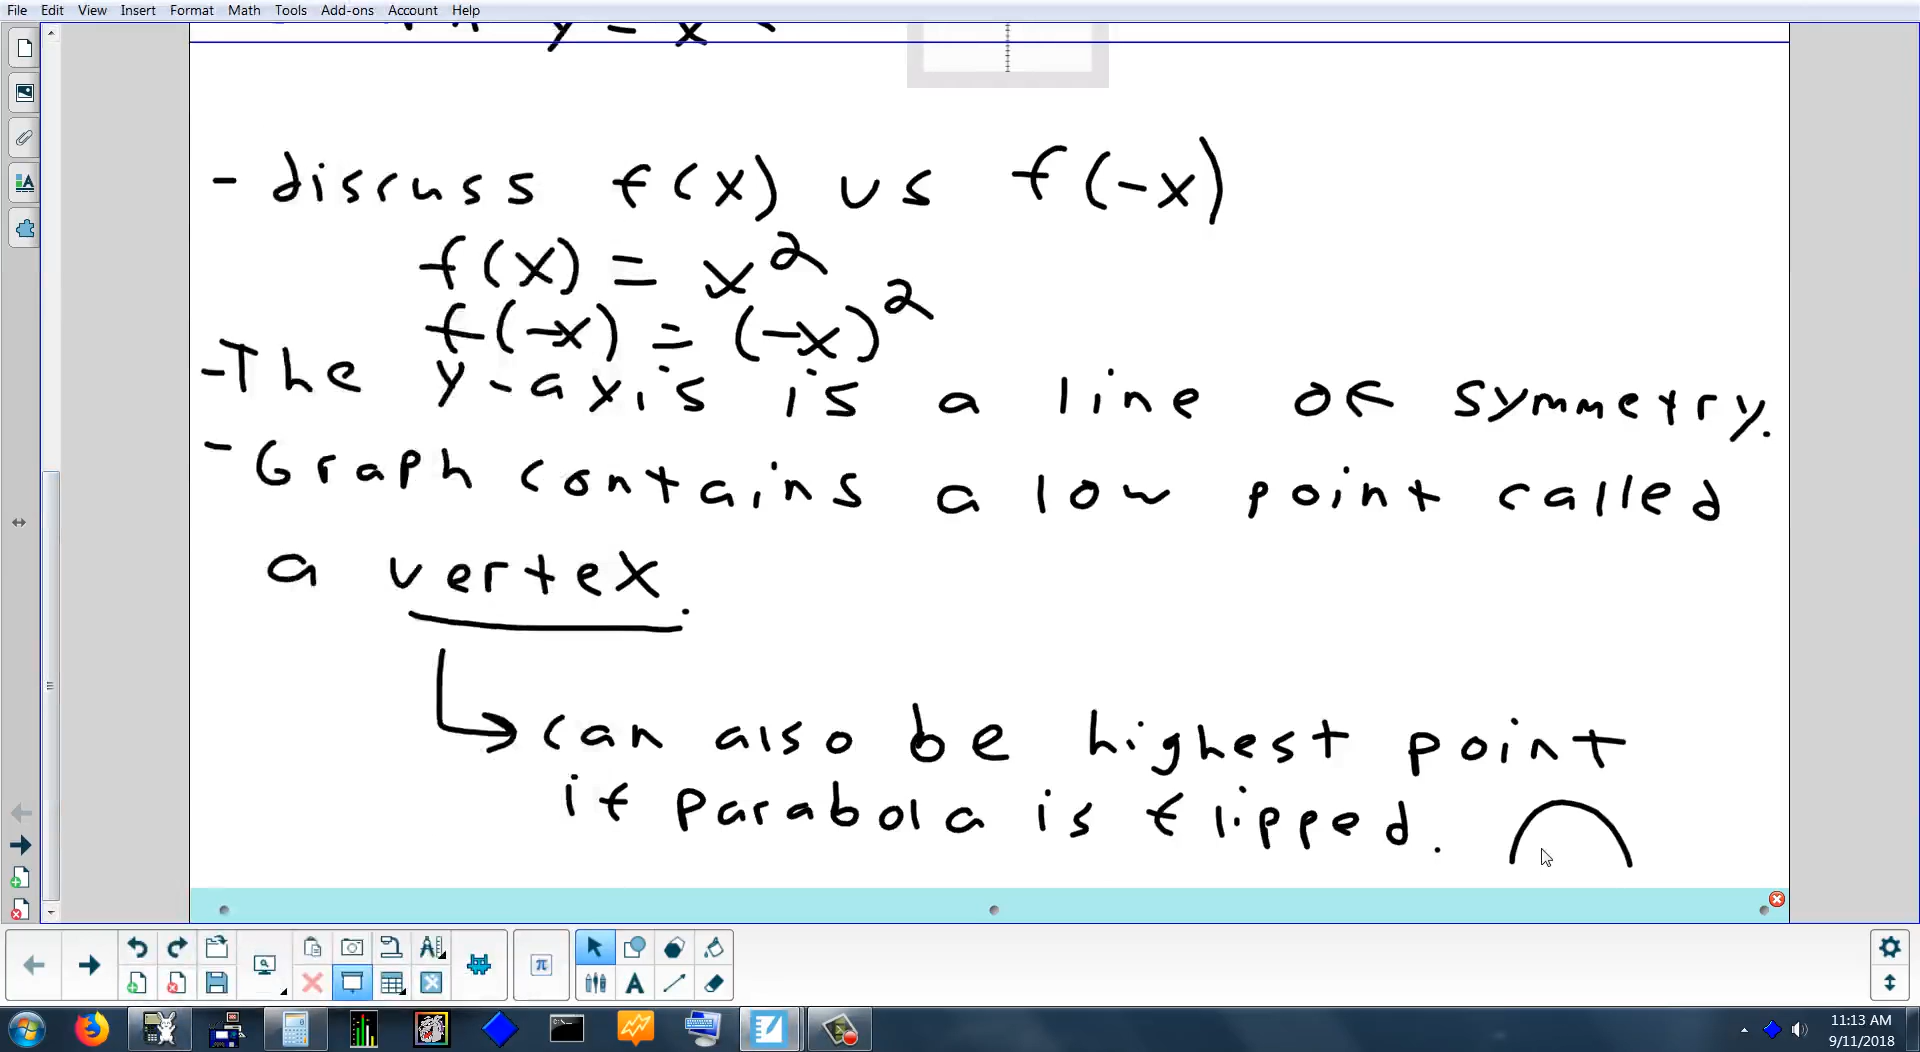 File Edit View Insert Format Math Tools Add-ons Account Help
y = x
- discuss f(x) vs f(-x)
f(x) = x²
f(-x) = (-x)²
- The y-axis is a line of symmetry.
- Graph contains a low point called
a vertex.
can also be highest point
if parabola is flipped.
π
A
11:13 AM
9/11/2018